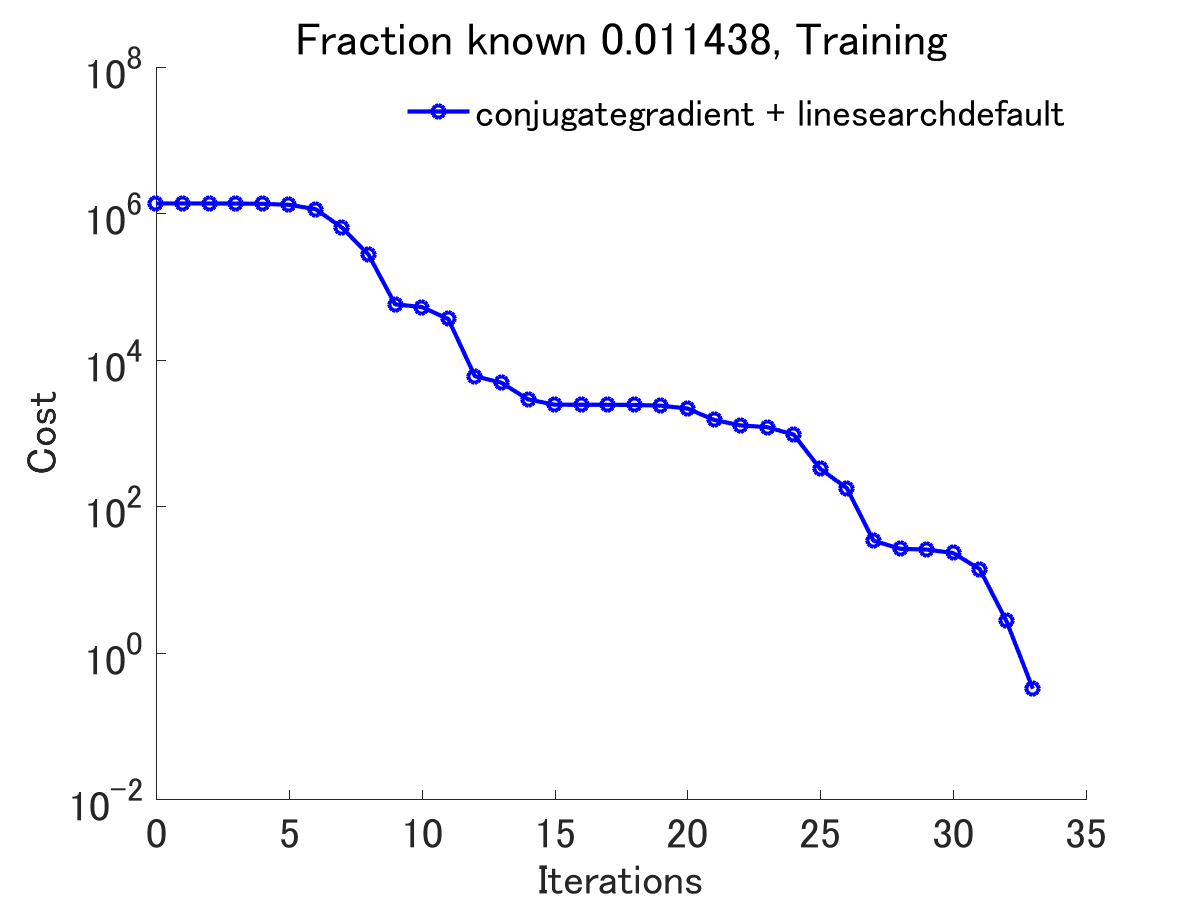 Fraction known 0.011438, Training
conjugategradient + linesearchdefault
10^8
10^6
10^4
10^2
10^0
10^-2
Cost
0 5 10 15 20 25 30 35
Iterations